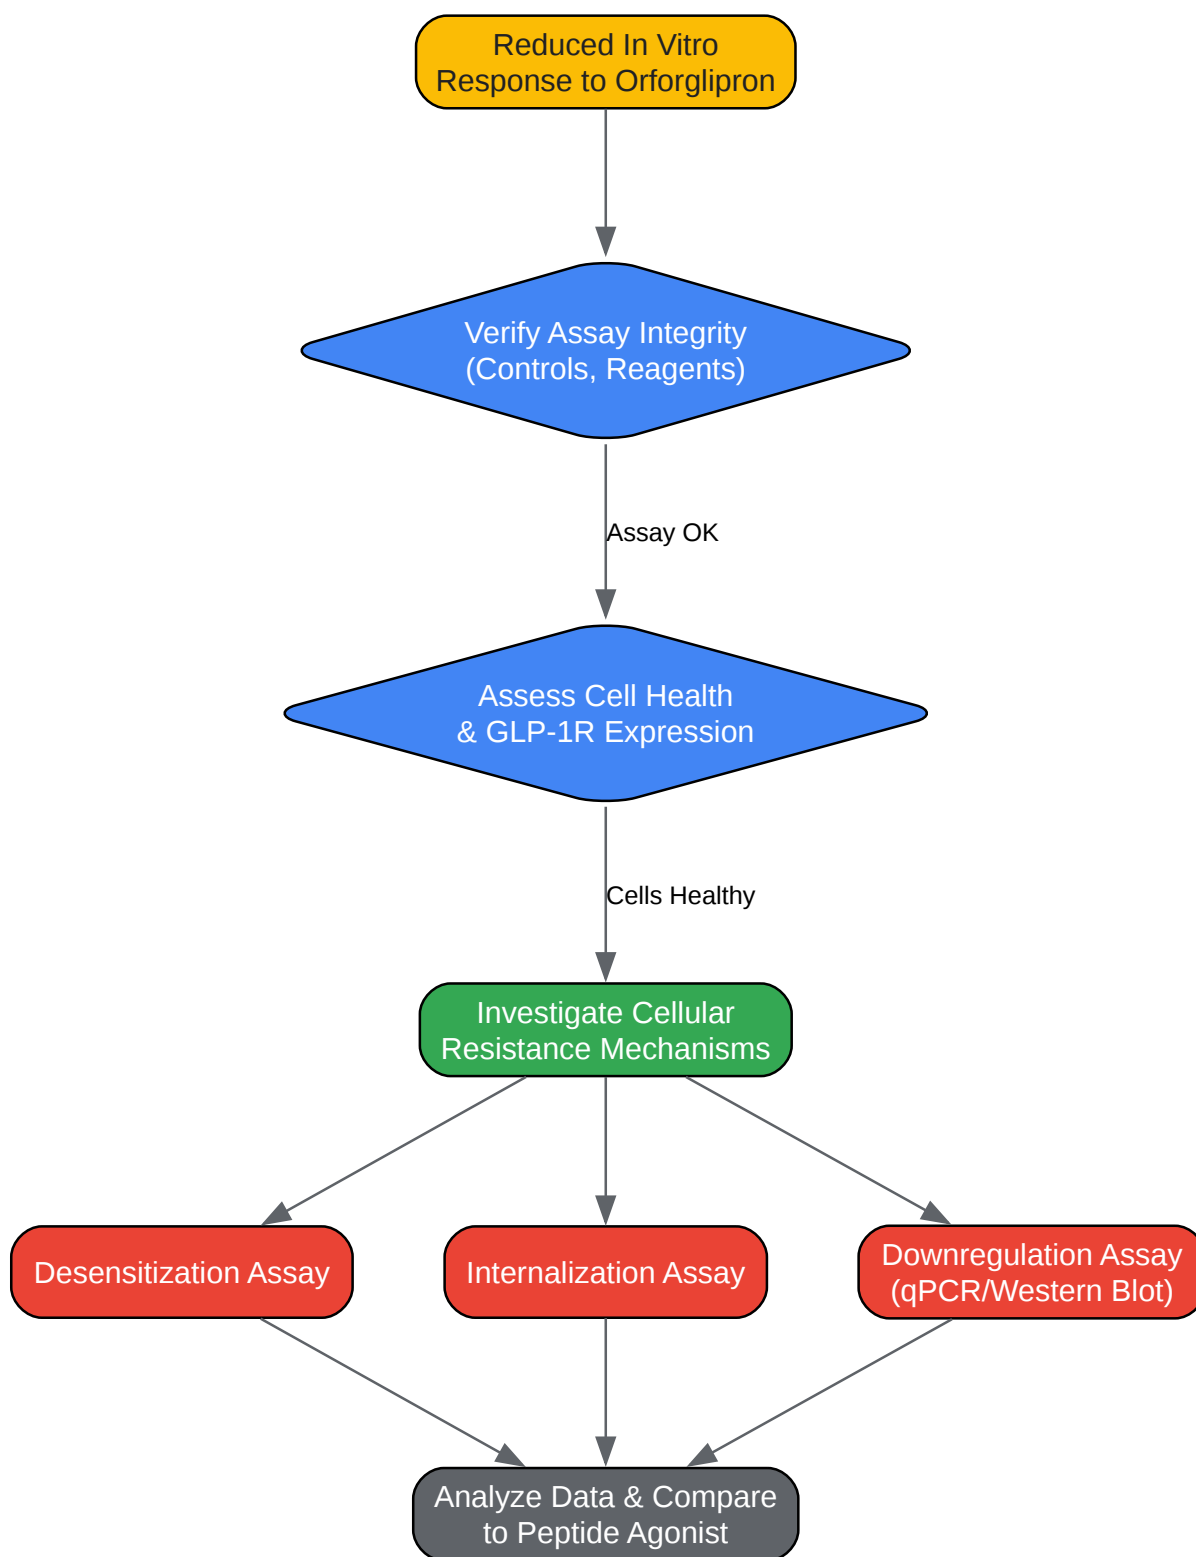 Reduced In Vitro
Response to Orforglipron
Verify Assay Integrity
(Controls, Reagents)
Assay OK
Assess Cell Health
& GLP-1R Expression
Cells Healthy
Investigate Cellular
Resistance Mechanisms
Desensitization Assay
Internalization Assay
Downregulation Assay
(qPCR/Western Blot)
Analyze Data & Compare
to Peptide Agonist